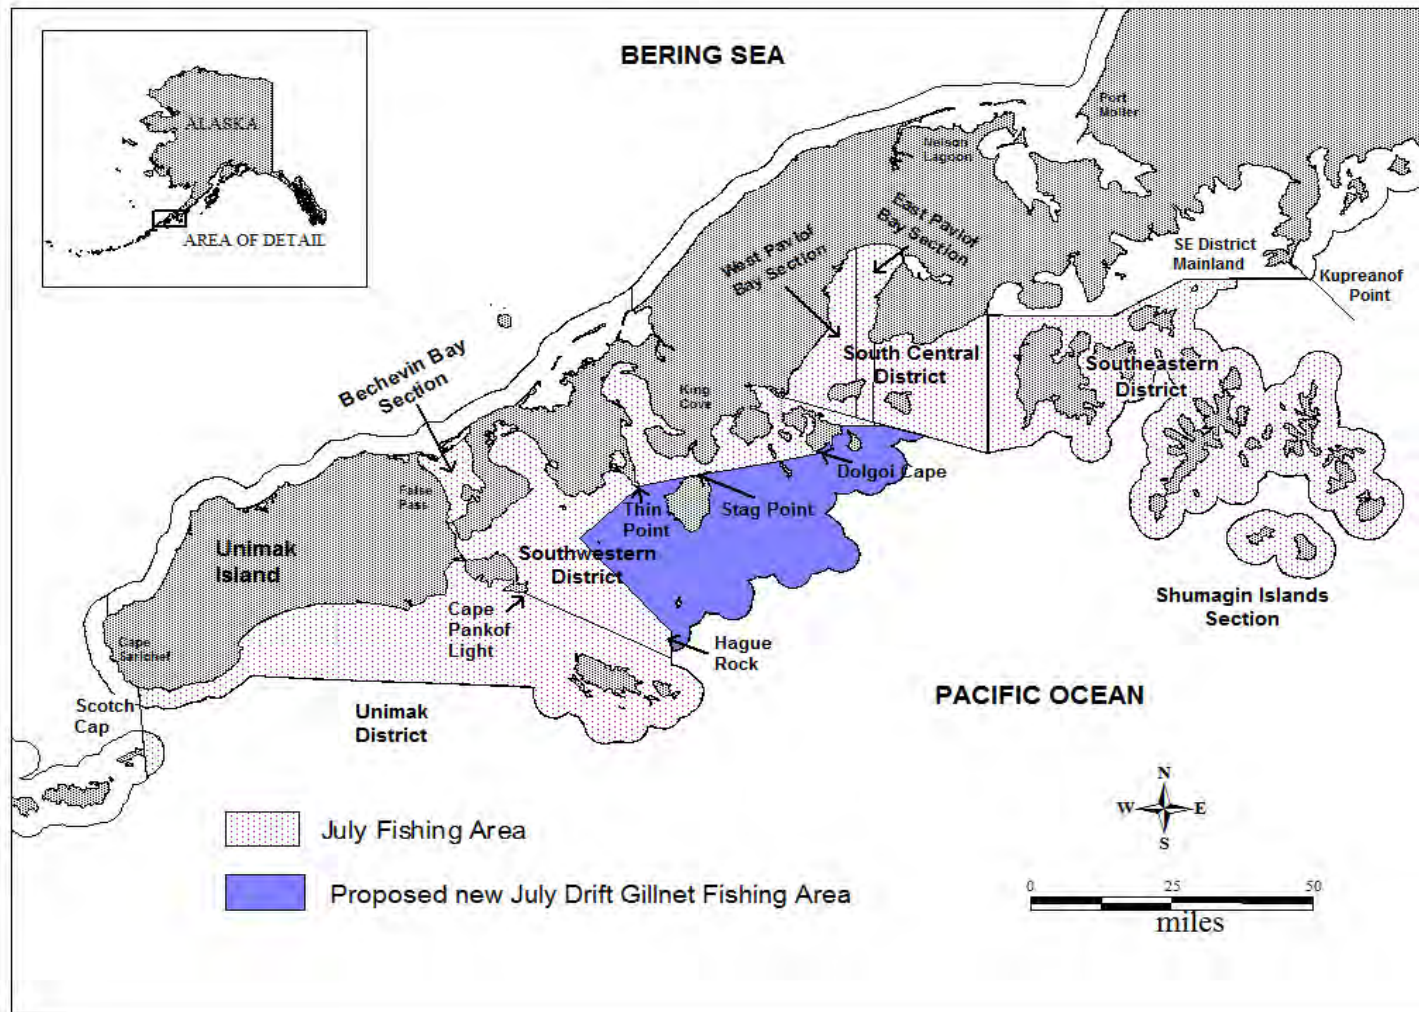 BERING SEA
ALASKA
AREA OF DETAIL
Port
Moller
Nelson
Lagoon
East Pavlof
Bay Section
West Pavlof
Bay Section
SE District
Mainland
Kupreanof
Point
South Central
District
Southeastern
District
Bechevin Bay
Section
King
Cove
Dolgoi Cape
False
Pass
Thin
Point
Stag Point
Unimak
Island
Southwestern
District
Cape
Pankof
Light
Hague
Rock
Shumagin Islands
Section
Cape
Sarichef
Scotch
Cap
Unimak
District
PACIFIC OCEAN
N
W
E
S
July Fishing Area
Proposed new July Drift Gillnet Fishing Area
0 25 50
miles